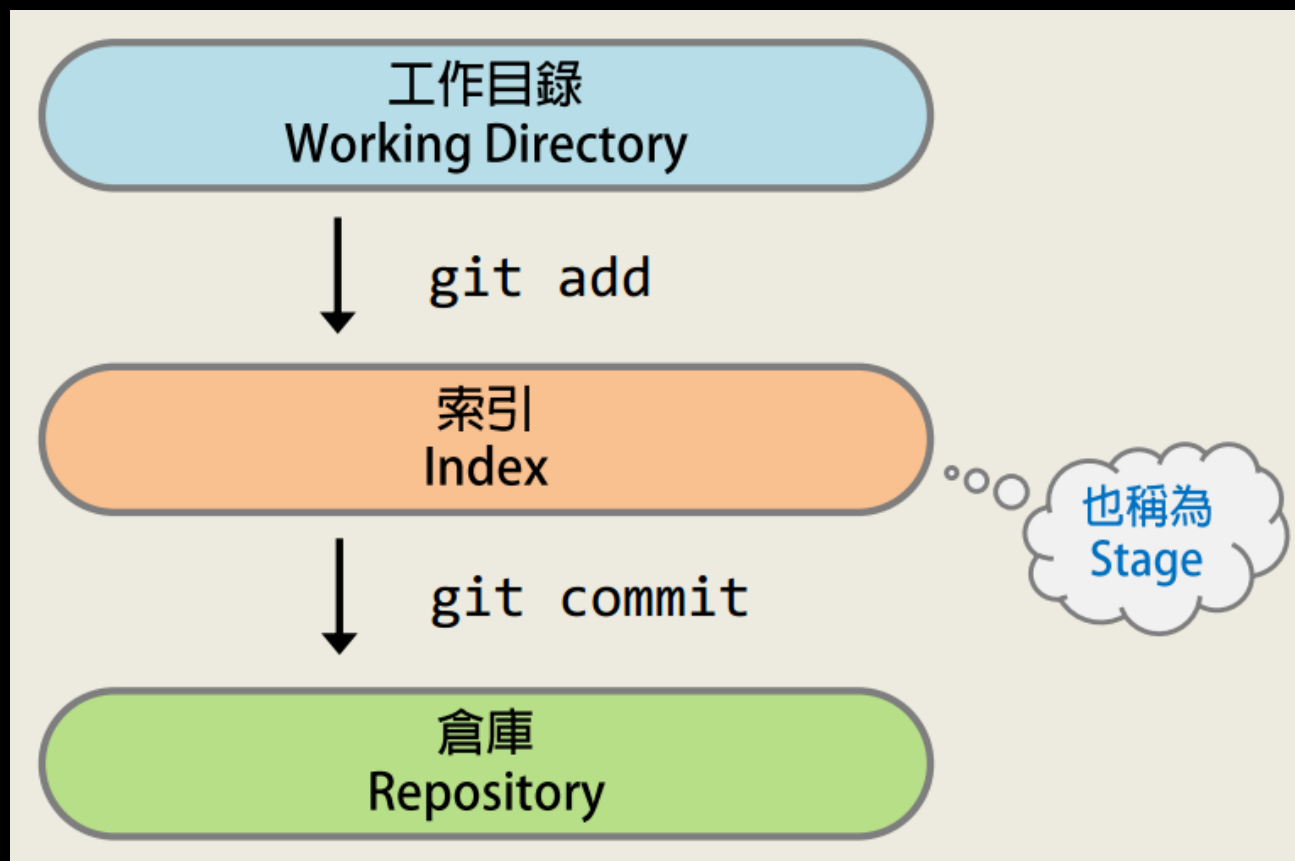 工作目錄
Working Directory
git add
索引
Index
也稱為
Stage
git commit
倉庫
Repository